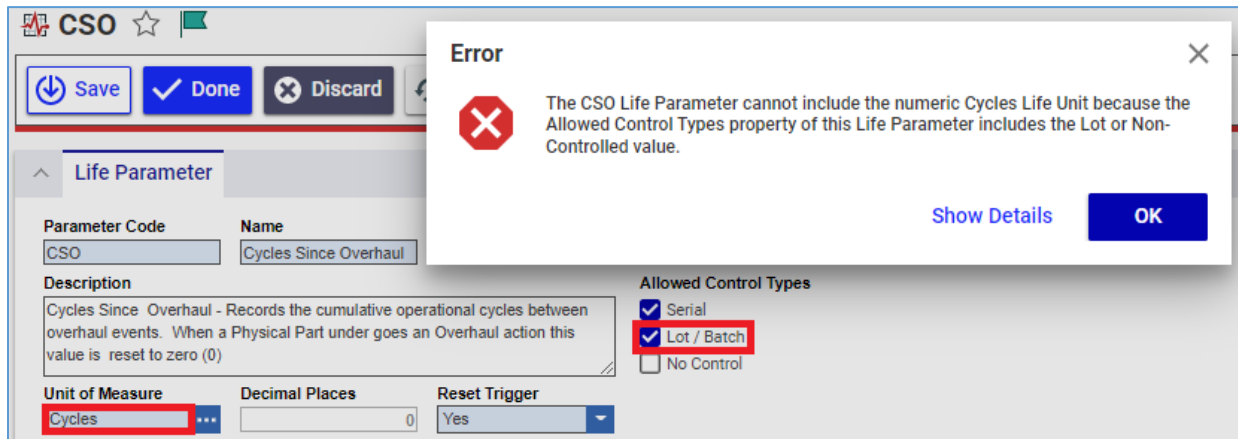 CSO
Save
Done
Discard
Error
The CSO Life Parameter cannot include the numeric Cycles Life Unit because the
Allowed Control Types property of this Life Parameter includes the Lot or Non-
Controlled value.
Show Details
OK
Life Parameter
Parameter Code
Name
CSO
Cycles Since Overhaul
Description
Cycles Since  Overhaul - Records the cumulative operational cycles between
overhaul events.  When a Physical Part under goes an Overhaul action this
value is  reset to zero (0)
Allowed Control Types
Serial
Lot / Batch
No Control
Unit of Measure
Decimal Places
Reset Trigger
Cycles
0
Yes